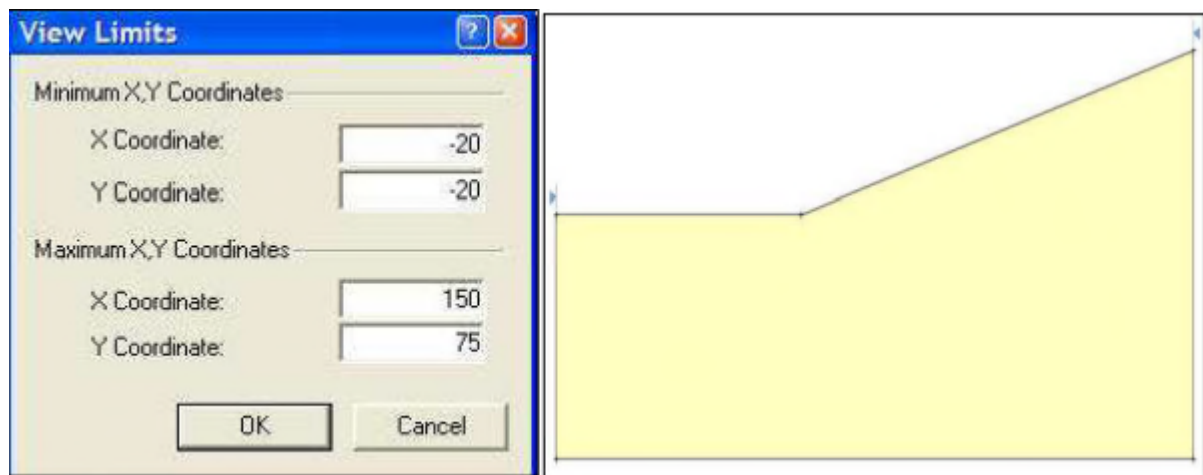 View Limits
Minimum X,Y Coordinates
X Coordinate: -20
Y Coordinate: -20
Maximum X,Y Coordinates
X Coordinate: 150
Y Coordinate: 75
OK Cancel